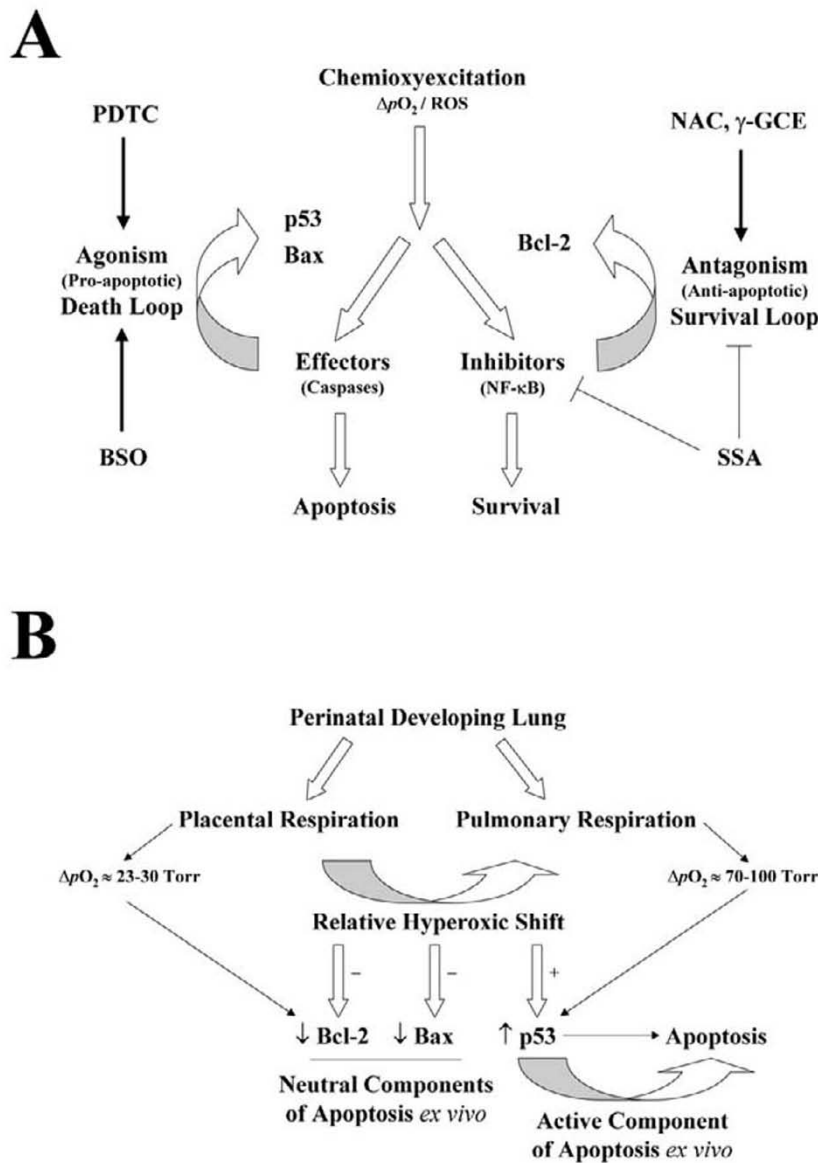 A
Chemioxyexcitation
ΔpO₂ / ROS
PDTC
NAC, γ-GCE
p53
Bax
Bcl-2
Agonism
(Pro-apoptotic)
Death Loop
Antagonism
(Anti-apoptotic)
Survival Loop
Effectors
(Caspases)
Inhibitors
(NF-κB)
BSO
SSA
Apoptosis
Survival
B
Perinatal Developing Lung
Placental Respiration
Pulmonary Respiration
ΔpO₂ ≈ 23-30 Torr
ΔpO₂ ≈ 70-100 Torr
Relative Hyperoxic Shift
− − +
↓ Bcl-2 ↓ Bax ↑ p53 Apoptosis
Neutral Components
of Apoptosis ex vivo
Active Component
of Apoptosis ex vivo